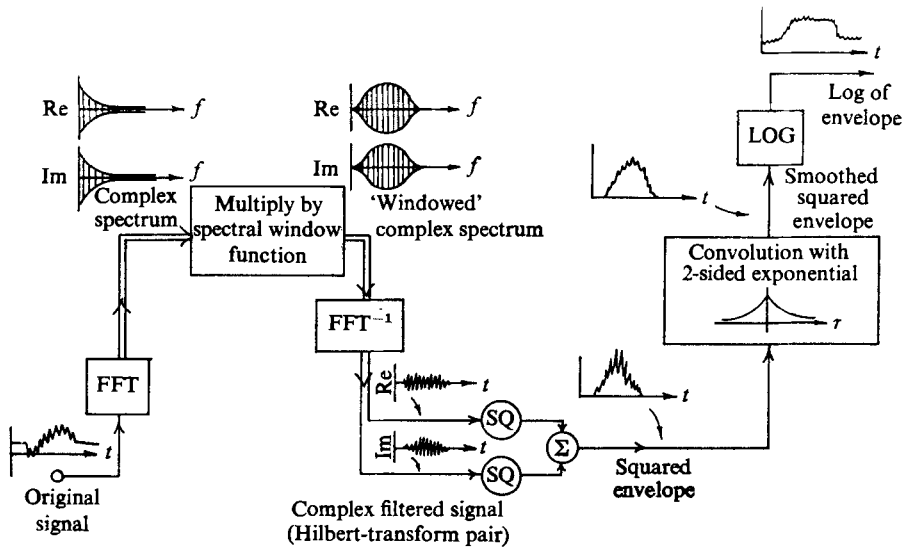 t
Log of
envelope
LOG
Re
f
Re
f
Im
f
Im
f
t
Smoothed
squared
envelope
Complex
spectrum
Multiply by
spectral window
function
‘Windowed’
complex spectrum
Convolution with
2-sided exponential
τ
FFT⁻¹
FFT
Re
t
SQ
t
t
Im
t
SQ
Σ
Squared
envelope
Original
signal
Complex filtered signal
(Hilbert-transform pair)